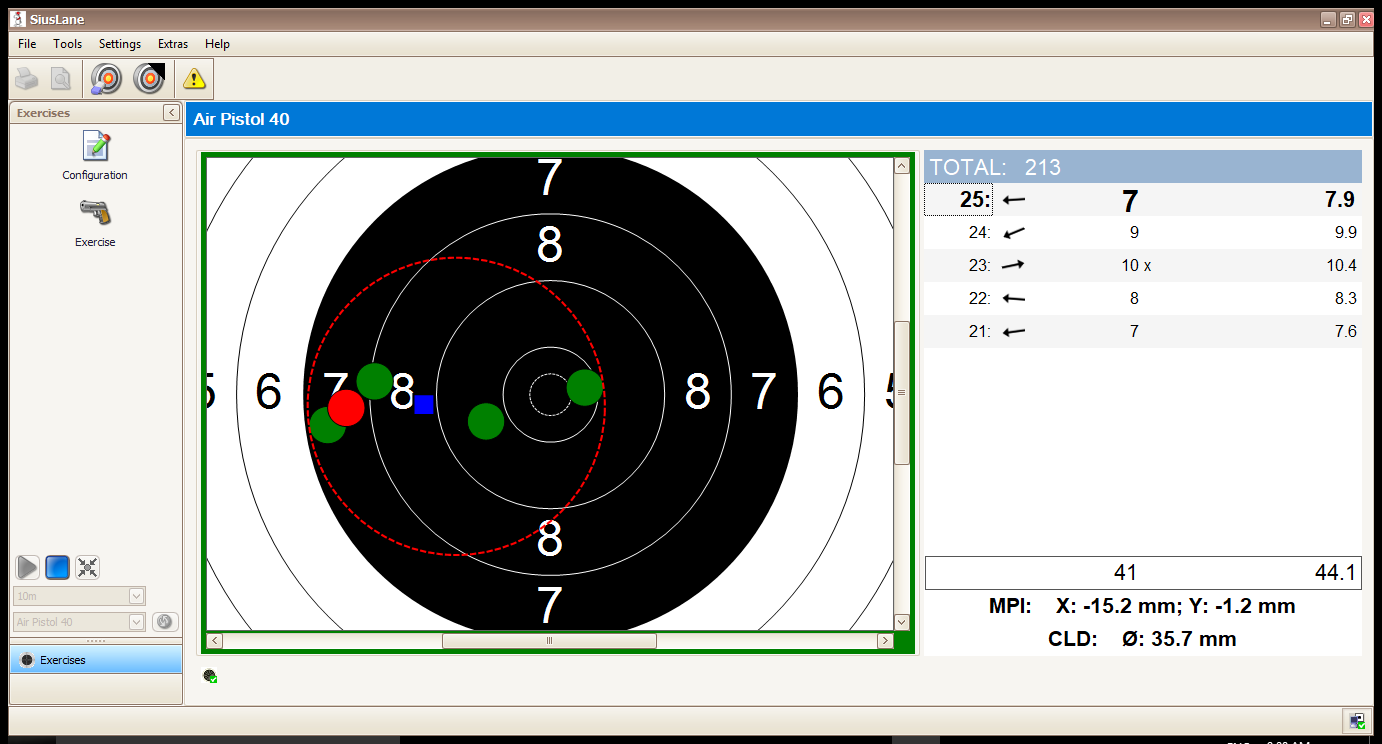 SiusLane
File Tools Settings Extras Help
Exercises
Configuration
Exercise
10m
Air Pistol 40
Exercises
Air Pistol 40
7
8
6 7 8 8 7 6
8
7
TOTAL: 213
25: 7 7.9
24: 9 9.9
23: 10 x 10.4
22: 8 8.3
21: 7 7.6
41 44.1
MPI: X: -15.2 mm; Y: -1.2 mm
CLD: Ø: 35.7 mm